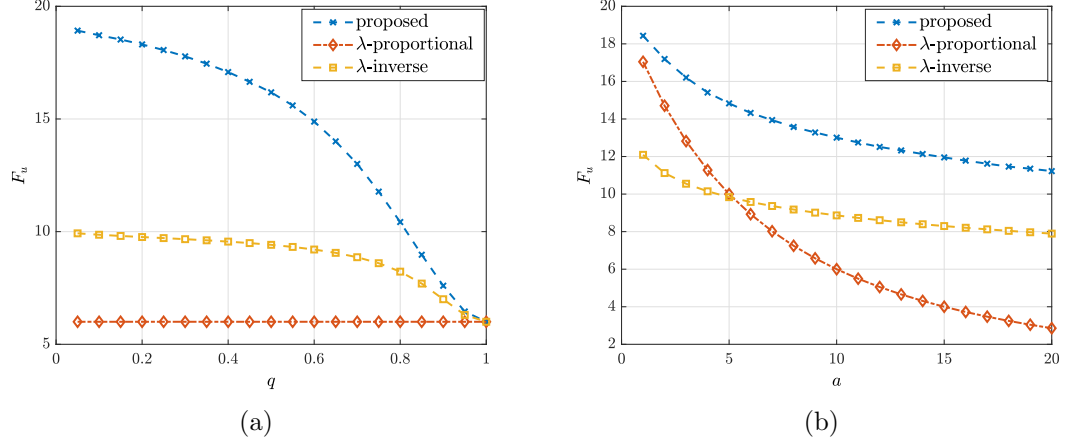 20
15
10
5
0
0.2
0.4
0.6
0.8
1
F_u
q
proposed
λ-proportional
λ-inverse
(a)
20
18
16
14
12
10
8
6
4
2
0
5
10
15
20
F_u
a
proposed
λ-proportional
λ-inverse
(b)